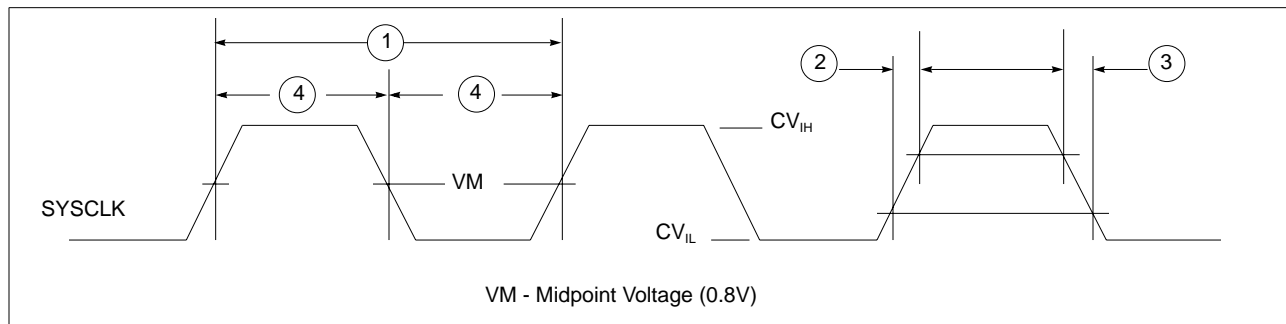 1
2
3
4
4
CV_IH
VM
SYSCLK
CV_IL
VM - Midpoint Voltage (0.8V)